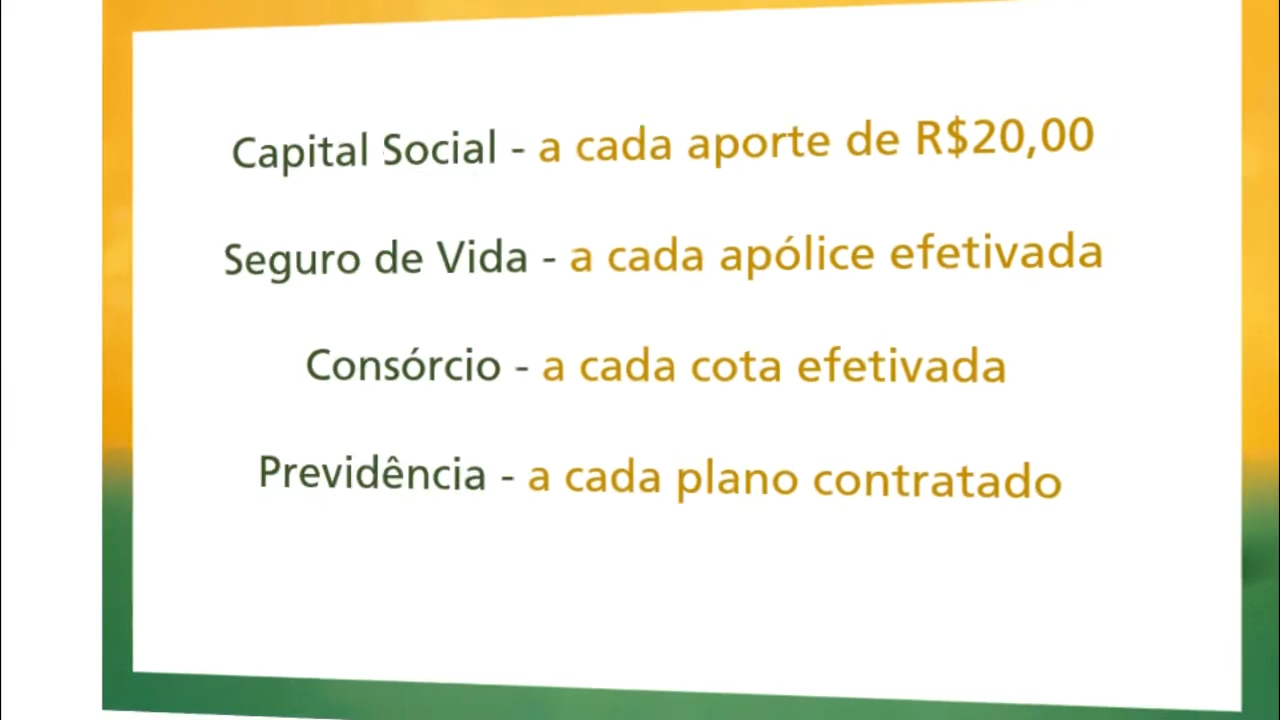 Capital Social - a cada aporte de R$20,00
Seguro de Vida - a cada apólice efetivada
Consórcio - a cada cota efetivada
Previdência - a cada plano contratado